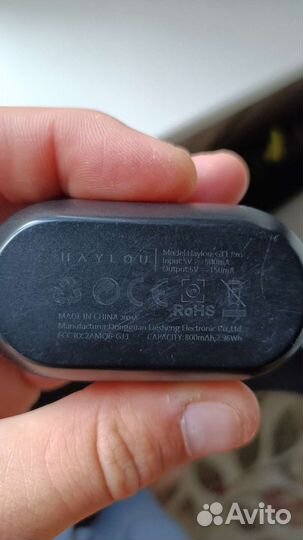 HAYLOU
Model:Haylou-GT1 Pro
Input:5V⎓500mA
Output:5V⎓150mA
RoHS
MADE IN CHINA
Manufacturer:Dongguan Liesheng Electronic Co.,Ltd.
FCC ID:2AMQ6-GT1 CAPACITY:800mAh,2.96Wh
Avito